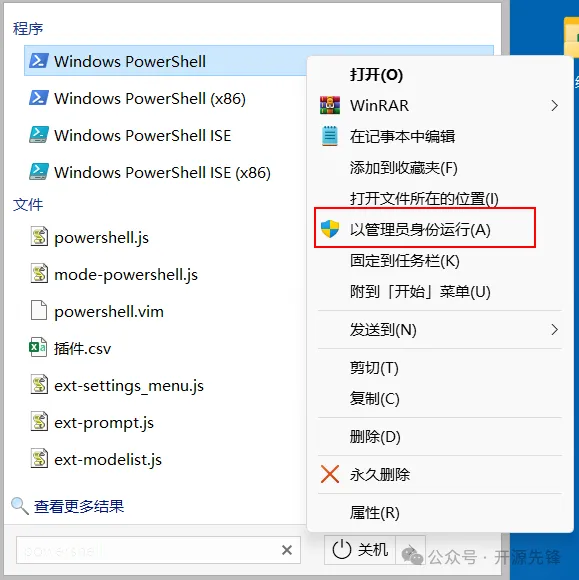 程序
Windows PowerShell
Windows PowerShell (x86)
Windows PowerShell ISE
Windows PowerShell ISE (x86)
文件
powershell.js
mode-powershell.js
powershell.vim
插件.csv
ext-settings_menu.js
ext-prompt.js
ext-modelist.js
查看更多结果
关机
打开(O)
WinRAR
在记事本中编辑
添加到收藏夹(F)
打开文件所在的位置(I)
以管理员身份运行(A)
固定到任务栏(K)
附到「开始」菜单(U)
发送到(N)
剪切(T)
复制(C)
删除(D)
永久删除
属性(R)
公众号 · 开源先锋